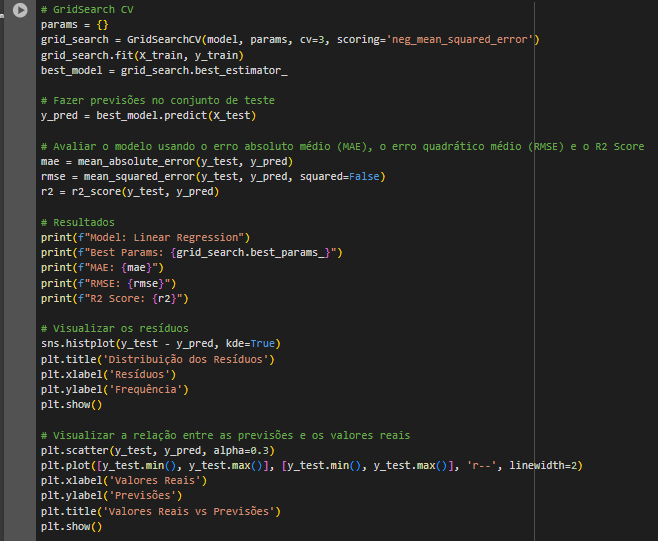 # GridSearch CV
params = {}
grid_search = GridSearchCV(model, params, cv=3, scoring='neg_mean_squared_error')
grid_search.fit(X_train, y_train)
best_model = grid_search.best_estimator_

# Fazer previsões no conjunto de teste
y_pred = best_model.predict(X_test)

# Avaliar o modelo usando o erro absoluto médio (MAE), o erro quadrático médio (RMSE) e o R2 Score
mae = mean_absolute_error(y_test, y_pred)
rmse = mean_squared_error(y_test, y_pred, squared=False)
r2 = r2_score(y_test, y_pred)

# Resultados
print(f"Model: Linear Regression")
print(f"Best Params: {grid_search.best_params_}")
print(f"MAE: {mae}")
print(f"RMSE: {rmse}")
print(f"R2 Score: {r2}")

# Visualizar os resíduos
sns.histplot(y_test - y_pred, kde=True)
plt.title('Distribuição dos Resíduos')
plt.xlabel('Resíduos')
plt.ylabel('Frequência')
plt.show()

# Visualizar a relação entre as previsões e os valores reais
plt.scatter(y_test, y_pred, alpha=0.3)
plt.plot([y_test.min(), y_test.max()], [y_test.min(), y_test.max()], 'r--', linewidth=2)
plt.xlabel('Valores Reais')
plt.ylabel('Previsões')
plt.title('Valores Reais vs Previsões')
plt.show()